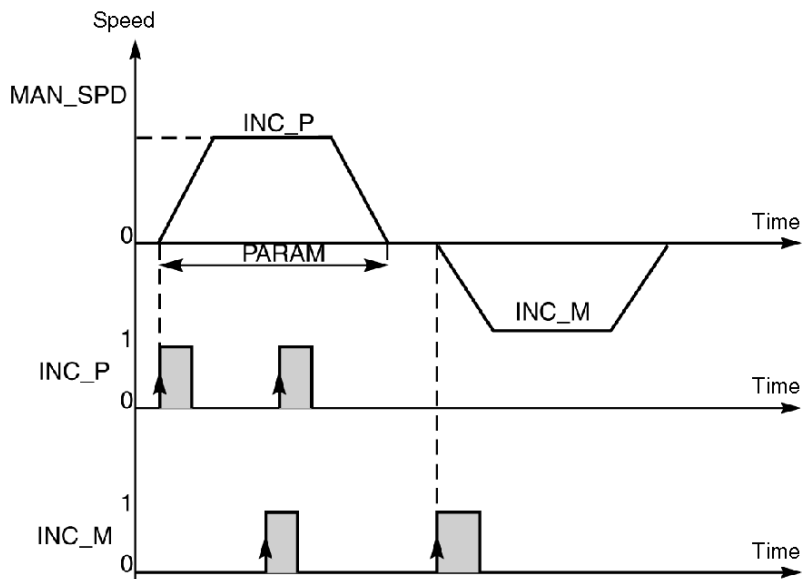 Speed
MAN_SPD
INC_P
0
Time
PARAM
INC_M
1
INC_P
0
Time
1
INC_M
0
Time